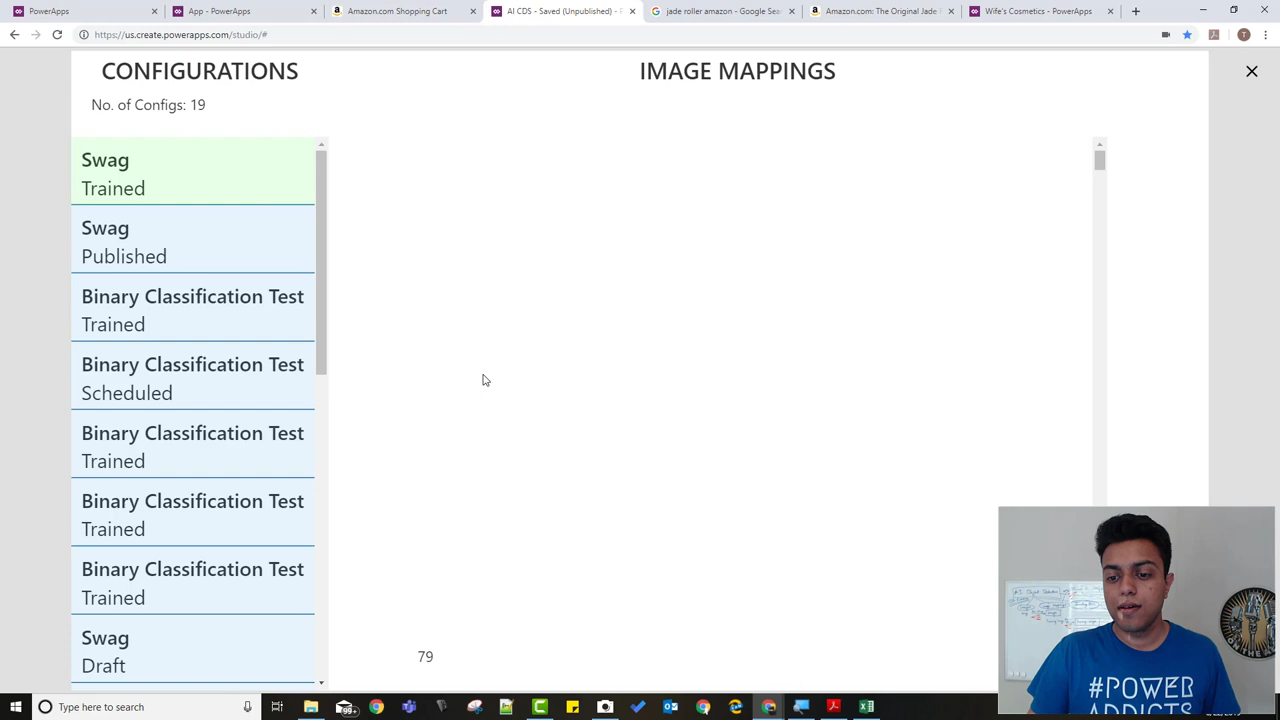 PowerApps
App - PowerApps
Amazon.com Shopping Cart
AI CDS - Saved (Unpublished) - P
jade roller amazon - Google Sea
Amazon.com: The Original Jade R
Wife's Cosmetics - PowerApps
https://us.create.powerapps.com/studio/#
T
CONFIGURATIONS
IMAGE MAPPINGS
No. of Configs: 19
Swag
Trained
Swag
Published
Binary Classification Test
Trained
Binary Classification Test
Scheduled
Binary Classification Test
Trained
Binary Classification Test
Trained
Binary Classification Test
Trained
Swag
Draft
79
#POWER
ADDICTS
Type here to search
99+